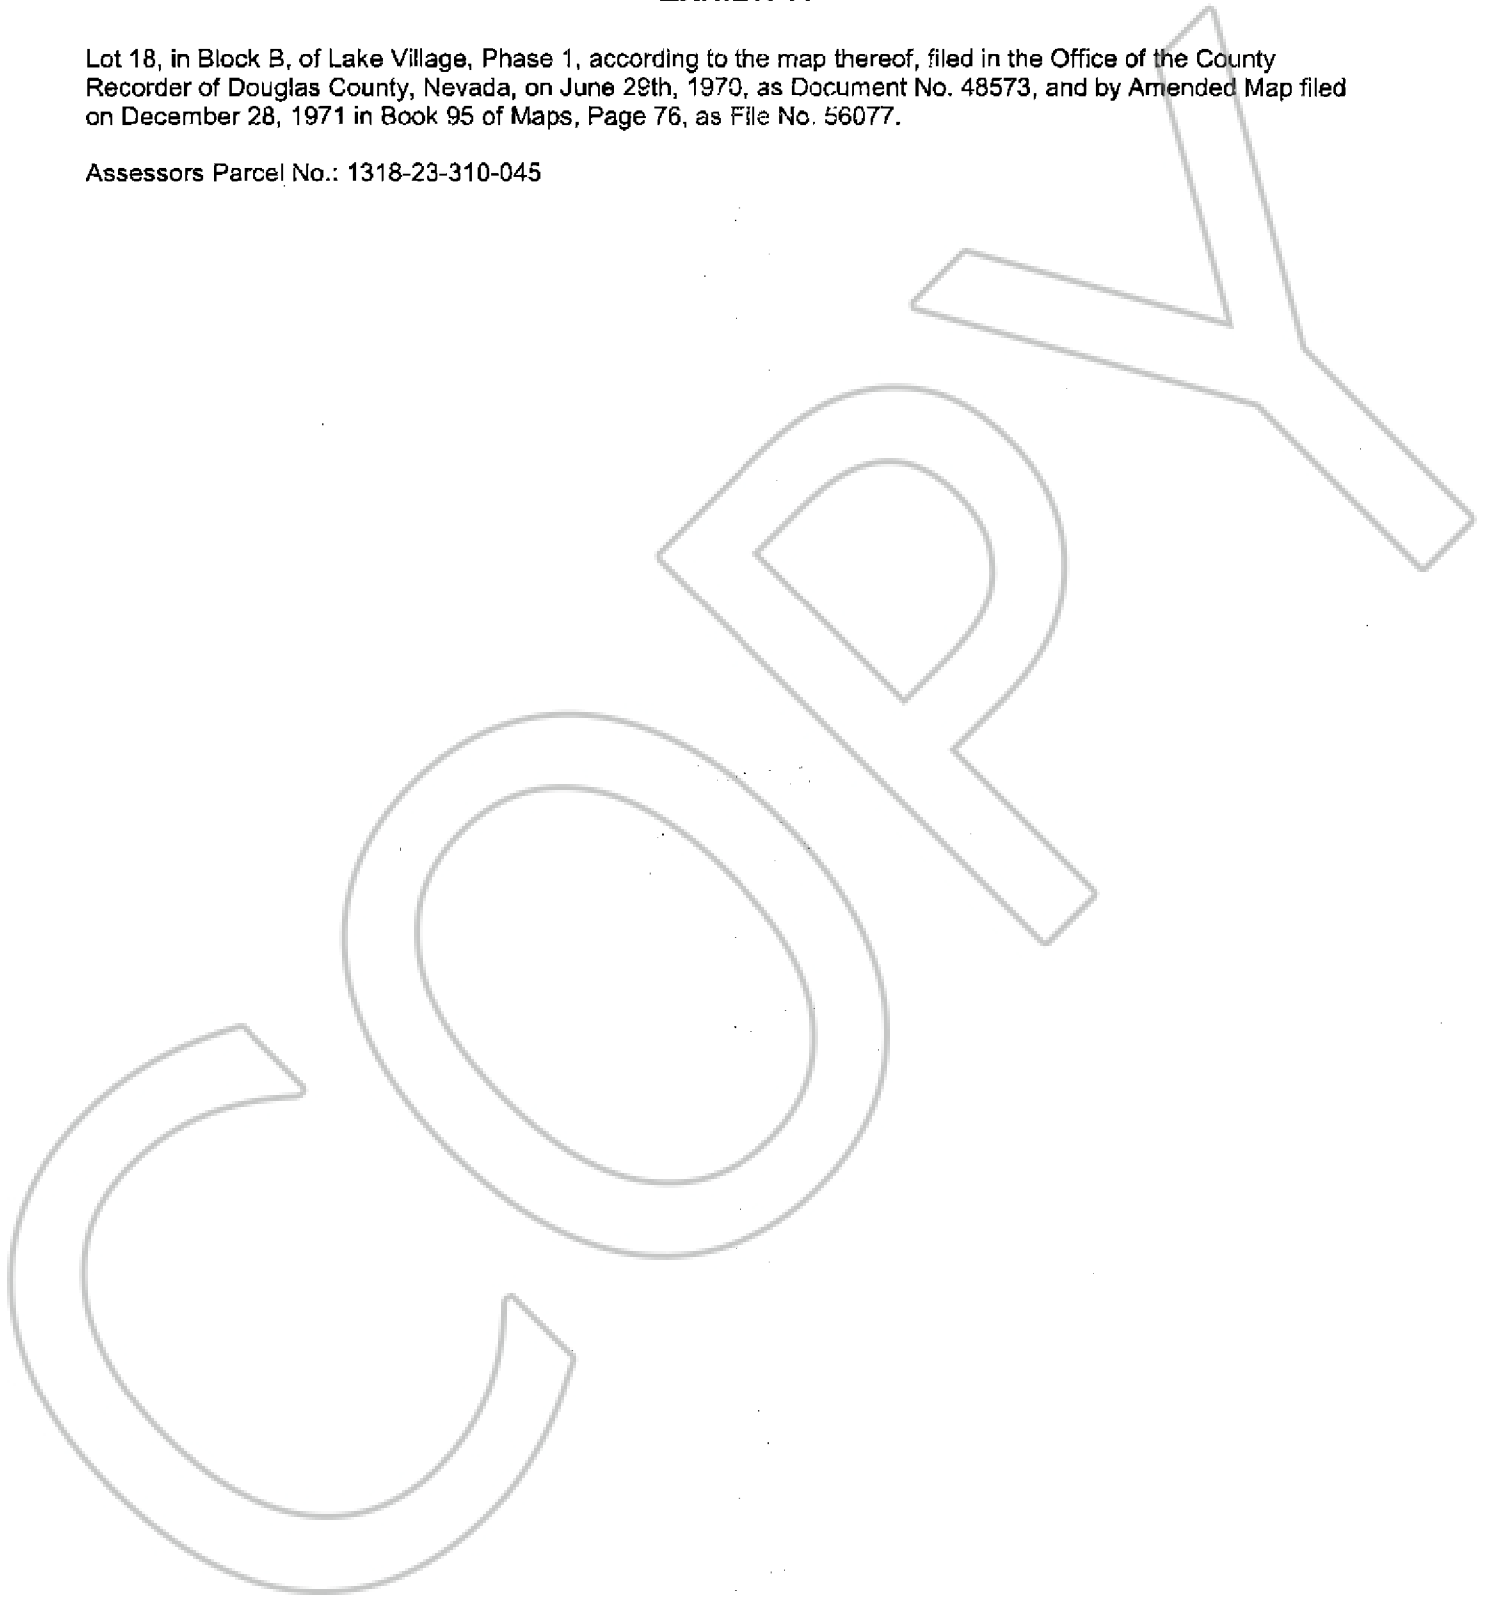 Lot 18, in Block B, of Lake Village, Phase 1, according to the map thereof, filed in the Office of the County
Recorder of Douglas County, Nevada, on June 29th, 1970, as Document No. 48573, and by Amended Map filed
on December 28, 1971 in Book 95 of Maps, Page 76, as File No. 56077.
Assessors Parcel No.: 1318-23-310-045
COPY